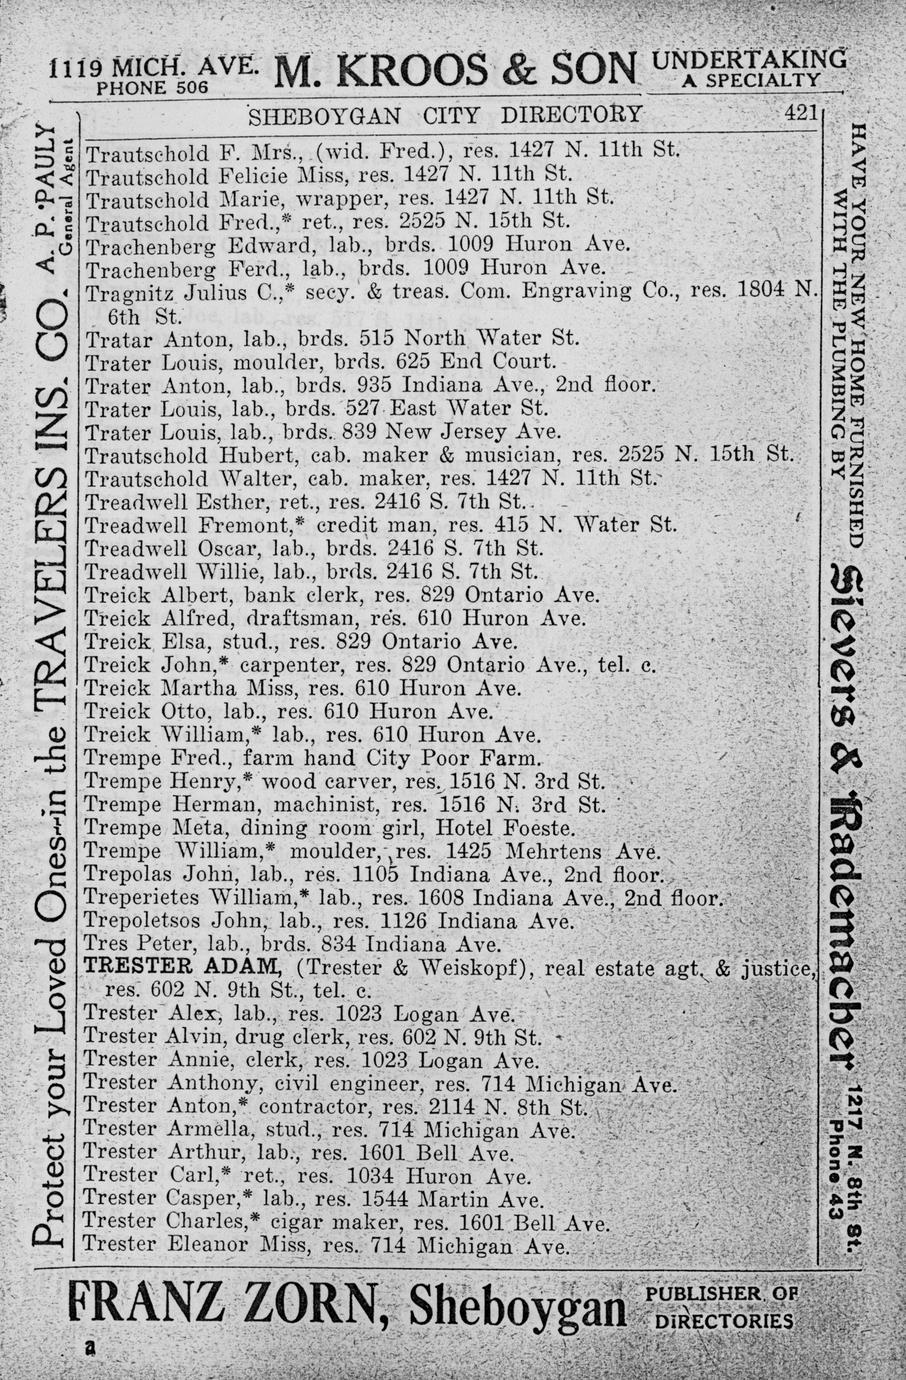 1119 MICH. AVE.
PHONE 506
M. KROOS & SON
UNDERTAKING
A SPECIALTY
SHEBOYGAN CITY DIRECTORY 421
Trautschold F. Mrs., (wid. Fred.), res. 1427 N. 11th St.
Trautschold Felicie Miss, res. 1427 N. 11th St.
Trautschold Marie, wrapper, res. 1427 N. 11th St.
Trautschold Fred.,* ret., res. 2525 N. 15th St.
Trachenberg Edward, lab., brds. 1009 Huron Ave.
Trachenberg Ferd., lab., brds. 1009 Huron Ave.
Tragnitz Julius C.,* secy. & treas. Com. Engraving Co., res. 1804 N.
6th St.
Tratar Anton, lab., brds. 515 North Water St.
Trater Louis, moulder, brds. 625 End Court.
Trater Anton, lab., brds. 935 Indiana Ave., 2nd floor.
Trater Louis, lab., brds. 527 East Water St.
Trater Louis, lab., brds. 839 New Jersey Ave.
Trautschold Hubert, cab. maker & musician, res. 2525 N. 15th St.
Trautschold Walter, cab. maker, res. 1427 N. 11th St.
Treadwell Esther, ret., res. 2416 S. 7th St.
Treadwell Fremont,* credit man, res. 415 N. Water St.
Treadwell Oscar, lab., brds. 2416 S. 7th St.
Treadwell Willie, lab., brds. 2416 S. 7th St.
Treick Albert, bank clerk, res. 829 Ontario Ave.
Treick Alfred, draftsman, res. 610 Huron Ave.
Treick Elsa, stud., res. 829 Ontario Ave.
Treick John,* carpenter, res. 829 Ontario Ave., tel. c.
Treick Martha Miss, res. 610 Huron Ave.
Treick Otto, lab., res. 610 Huron Ave.
Treick William,* lab., res. 610 Huron Ave.
Trempe Fred., farm hand City Poor Farm.
Trempe Henry,* wood carver, res. 1516 N. 3rd St.
Trempe Herman, machinist, res. 1516 N. 3rd St.
Trempe Meta, dining room girl, Hotel Foeste.
Trempe William,* moulder, res. 1425 Mehrtens Ave.
Trepolas John, lab., res. 1105 Indiana Ave., 2nd floor.
Treperietes William,* lab., res. 1608 Indiana Ave., 2nd floor.
Trepoletsos John, lab., res. 1126 Indiana Ave.
Tres Peter, lab., brds. 834 Indiana Ave.
TRESTER ADAM, (Trester & Weiskopf), real estate agt. & justice,
res. 602 N. 9th St., tel. c.
Trester Alex, lab., res. 1023 Logan Ave.
Trester Alvin, drug clerk, res. 602 N. 9th St.
Trester Annie, clerk, res. 1023 Logan Ave.
Trester Anthony, civil engineer, res. 714 Michigan Ave.
Trester Anton,* contractor, res. 2114 N. 8th St.
Trester Armella, stud., res. 714 Michigan Ave.
Trester Arthur, lab., res. 1601 Bell Ave.
Trester Carl,* ret., res. 1034 Huron Ave.
Trester Casper,* lab., res. 1544 Martin Ave.
Trester Charles,* cigar maker, res. 1601 Bell Ave.
Trester Eleanor Miss, res. 714 Michigan Ave.
Protect your Loved Ones--in the TRAVELERS INS. CO. A. P. PAULY
General Agent
HAVE YOUR NEW HOME FURNISHED
WITH THE PLUMBING BY
Sievers & Rademacher
1217 N. 8th St.
Phone 43
FRANZ ZORN, Sheboygan
PUBLISHER OF
DIRECTORIES
a